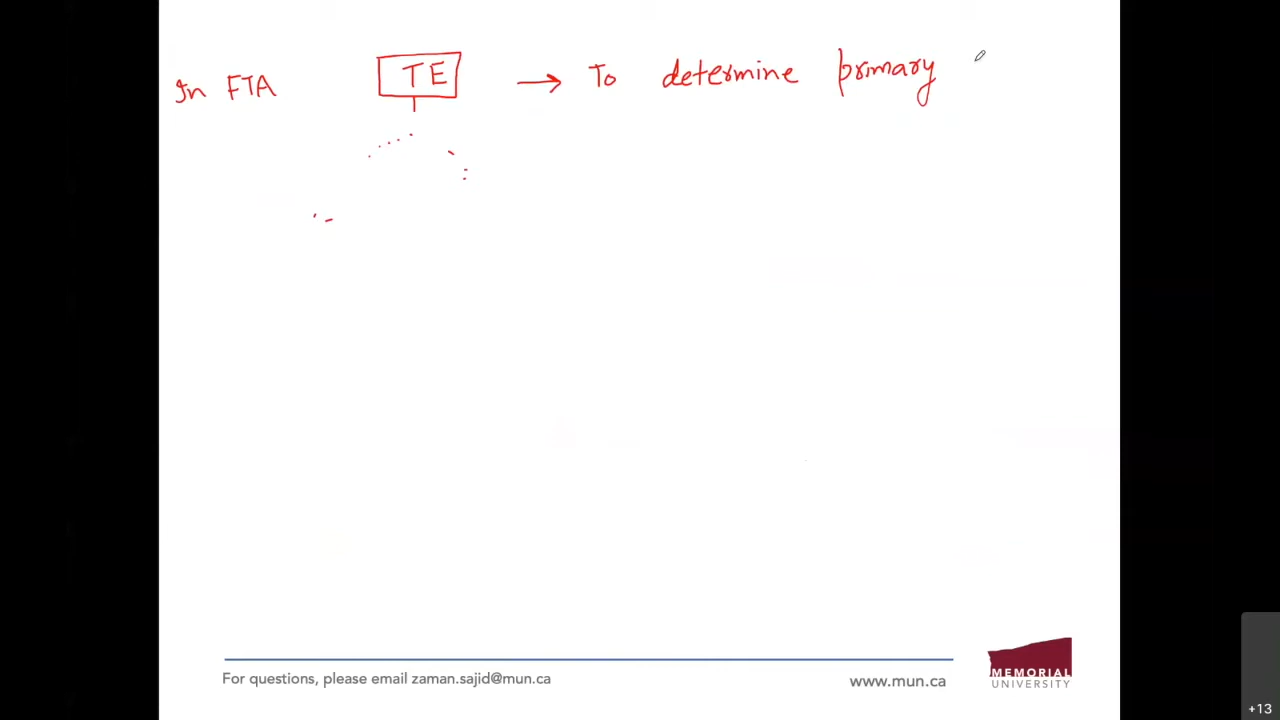 In FTA TE → To determine primary
For questions, please email zaman.sajid@mun.ca
www.mun.ca
MEMORIAL
UNIVERSITY
+13